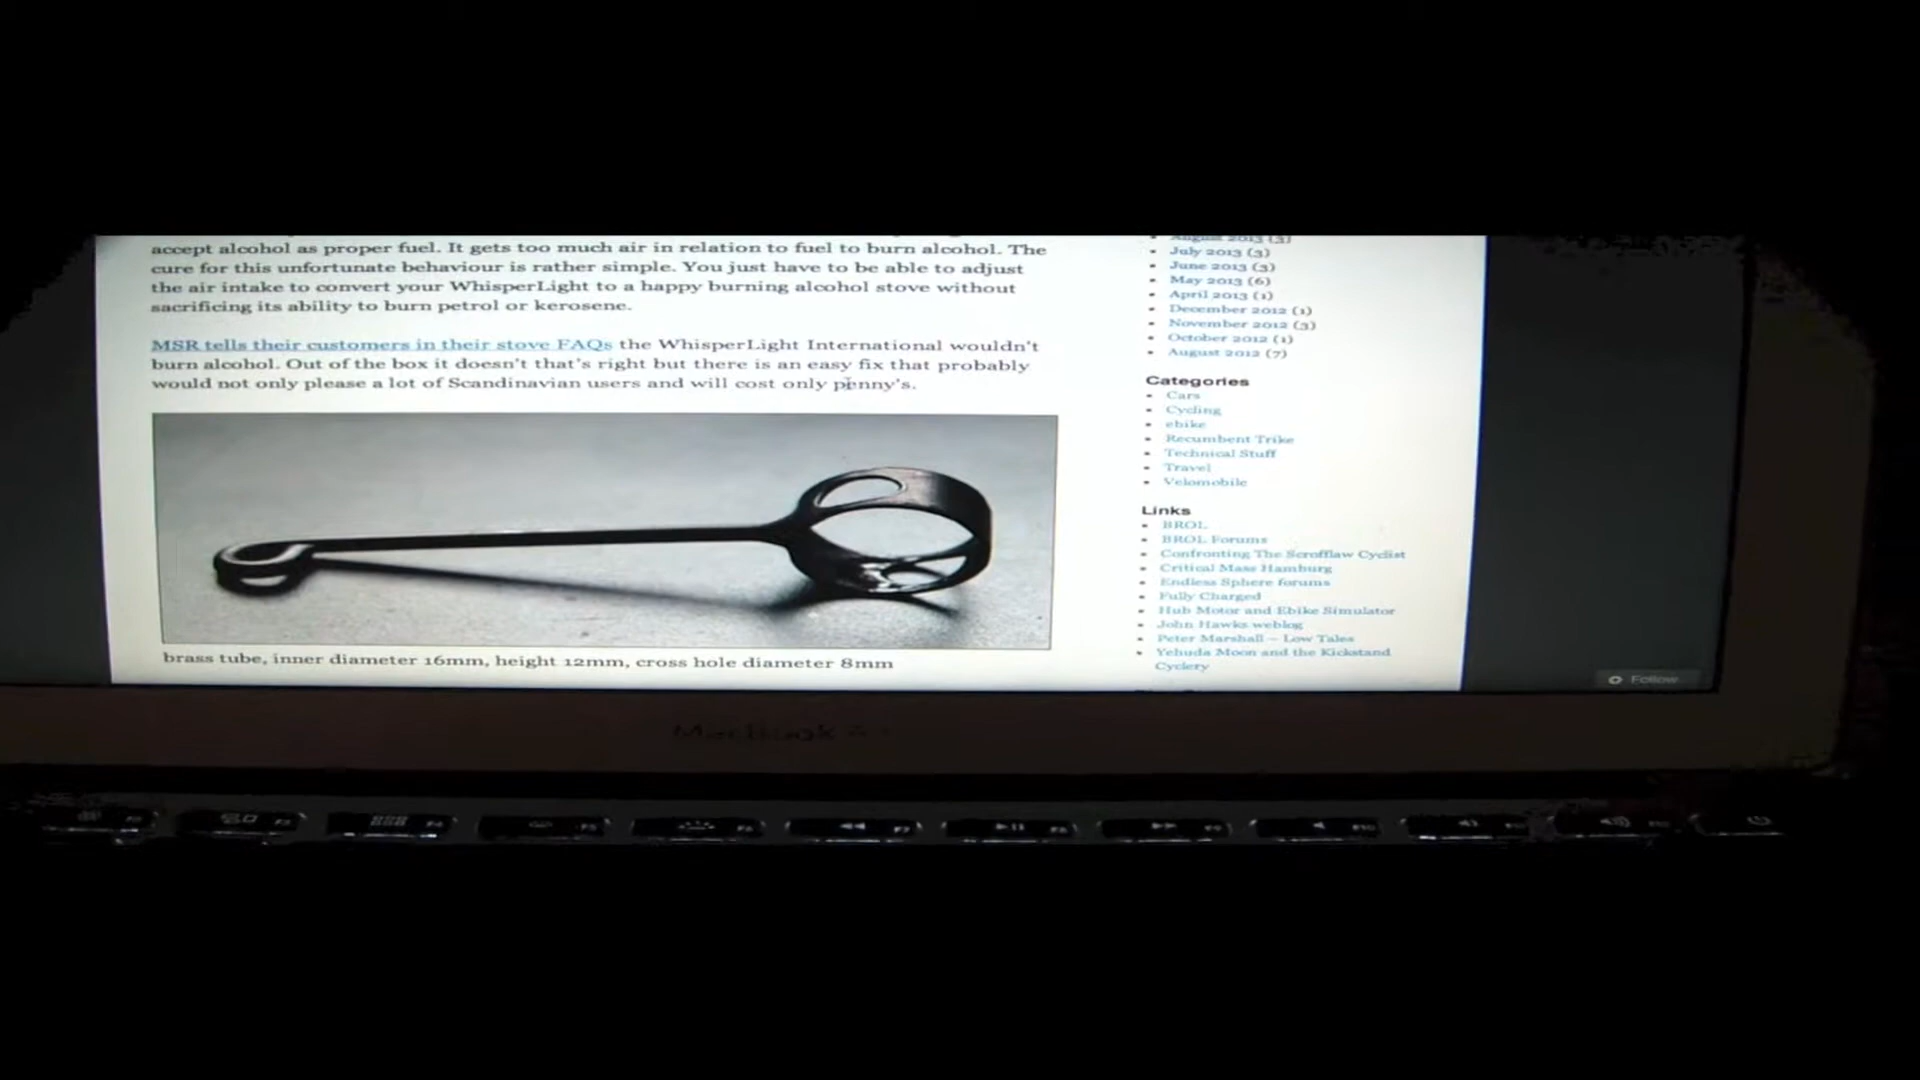 accept alcohol as proper fuel. It gets too much air in relation to fuel to burn alcohol. The
cure for this unfortunate behaviour is rather simple. You just have to be able to adjust
the air intake to convert your WhisperLight to a happy burning alcohol stove without
sacrificing its ability to burn petrol or kerosene.
MSR tells their customers in their stove FAQs the WhisperLight International wouldn't
burn alcohol. Out of the box it doesn't that's right but there is an easy fix that probably
would not only please a lot of Scandinavian users and will cost only penny's.
brass tube, inner diameter 16mm, height 12mm, cross hole diameter 8mm
August 2013 (3)
July 2013 (3)
June 2013 (3)
May 2013 (6)
April 2013 (1)
December 2012 (1)
November 2012 (3)
October 2012 (1)
August 2012 (7)
Categories
Cars
Cycling
ebike
Recumbent Trike
Technical Stuff
Travel
Velomobile
Links
BROL
BROL Forums
Confronting The Scrofflaw Cyclist
Critical Mass Hamburg
Endless Sphere forums
Fully Charged
Hub Motor and Ebike Simulator
John Hawks weblog
Peter Marshall – Low Tales
Yehuda Moon and the Kickstand
Cyclery
Follow
MacBook
F7